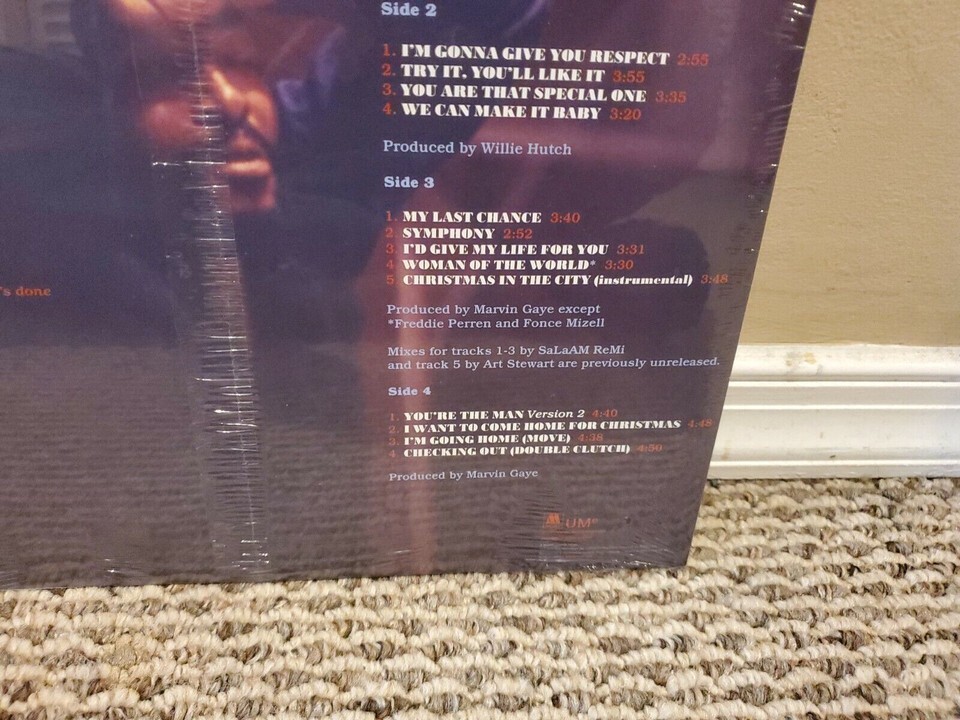 Side 2
1. I'M GONNA GIVE YOU RESPECT 2:55
2. TRY IT, YOU'LL LIKE IT 3:55
3. YOU ARE THAT SPECIAL ONE 3:35
4. WE CAN MAKE IT BABY 3:20
Produced by Willie Hutch
Side 3
1. MY LAST CHANCE 3:40
2. SYMPHONY 2:52
3. I'D GIVE MY LIFE FOR YOU 3:31
4 WOMAN OF THE WORLD* 3:30
5 CHRISTMAS IN THE CITY (instrumental) 3:48
's done
Produced by Marvin Gaye except
*Freddie Perren and Fonce Mizell
Mixes for tracks 1-3 by SaLaAM ReMi
and track 5 by Art Stewart are previously unreleased.
Side 4
1. YOU'RE THE MAN Version 2 4:40
2. I WANT TO COME HOME FOR CHRISTMAS 4:48
3. I'M GOING HOME (MOVE) 4:38
4 CHECKING OUT (DOUBLE CLUTCH) 4:50
Produced by Marvin Gaye
M UMe